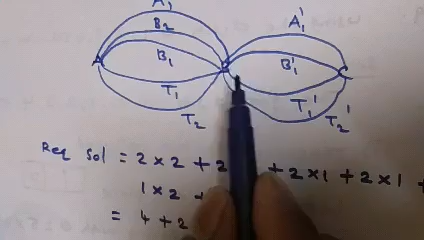 A₁ A₁'
B₂
B₁ B₁'
A B C
T₁ T₁'
T₂ T₂'
Req sol = 2×2 + 2 + 2×1 + 2×1 +
1×2 +
= 4 + 2